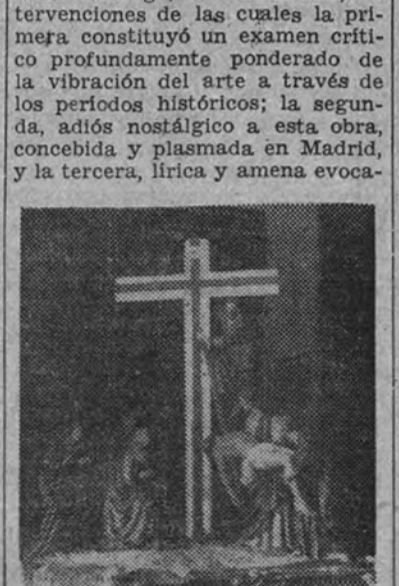 tervenciones de las cuales la pri-
mera constituyó un examen críti-
co profundamente ponderado de
la vibración del arte a través de
los periodos históricos; la segun-
da, adiós nostálgico a esta obra,
concebida y plasmada en Madrid,
y la tercera, lírica y amena evoca-